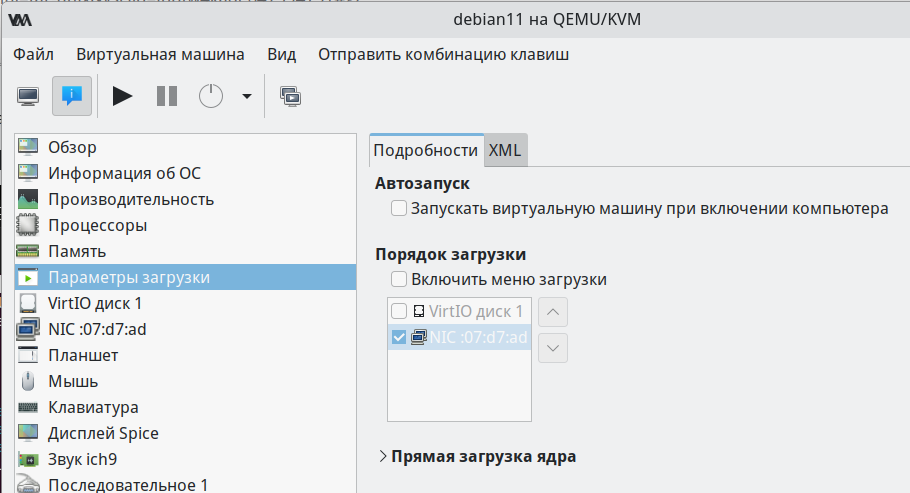 debian11 на QEMU/KVM
Файл Виртуальная машина Вид Отправить комбинацию клавиш
Обзор
Информация об ОС
Производительность
Процессоры
Память
Параметры загрузки
VirtIO диск 1
NIC :07:d7:ad
Планшет
Мышь
Клавиатура
Дисплей Spice
Звук ich9
Последовательное 1
Подробности XML
Автозапуск
Запускать виртуальную машину при включении компьютера
Порядок загрузки
Включить меню загрузки
VirtIO диск 1
NIC :07:d7:ad
Прямая загрузка ядра